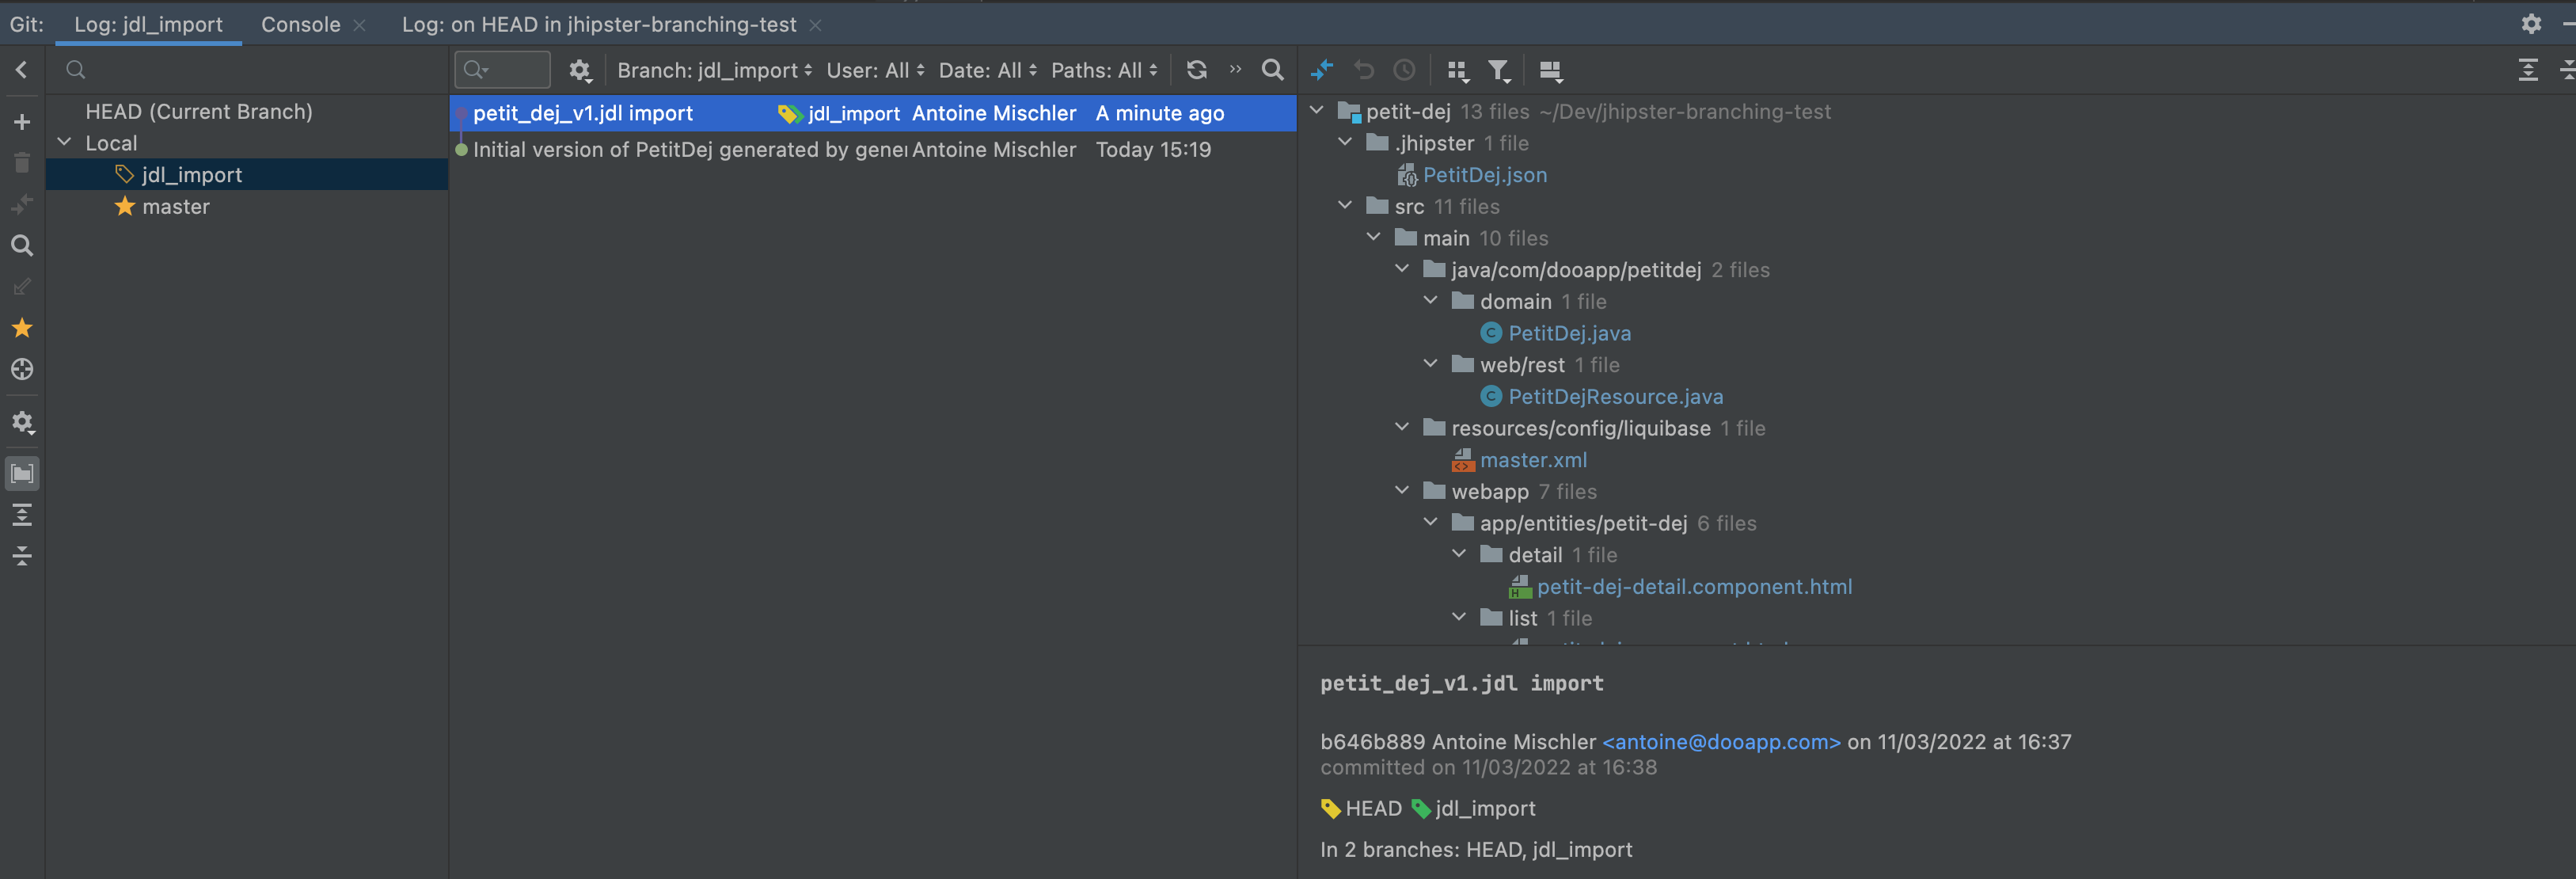 Git: Log: jdl_import Console Log: on HEAD in jhipster-branching-test
Branch: jdl_import User: All Date: All Paths: All
HEAD (Current Branch)
Local
jdl_import
master
petit_dej_v1.jdl import jdl_import Antoine Mischler A minute ago
Initial version of PetitDej generated by gene Antoine Mischler Today 15:19
petit-dej 13 files ~/Dev/jhipster-branching-test
.jhipster 1 file
PetitDej.json
src 11 files
main 10 files
java/com/dooapp/petitdej 2 files
domain 1 file
PetitDej.java
web/rest 1 file
PetitDejResource.java
resources/config/liquibase 1 file
master.xml
webapp 7 files
app/entities/petit-dej 6 files
detail 1 file
petit-dej-detail.component.html
list 1 file
petit_dej_v1.jdl import
b646b889 Antoine Mischler <antoine@dooapp.com> on 11/03/2022 at 16:37
committed on 11/03/2022 at 16:38
HEAD jdl_import
In 2 branches: HEAD, jdl_import